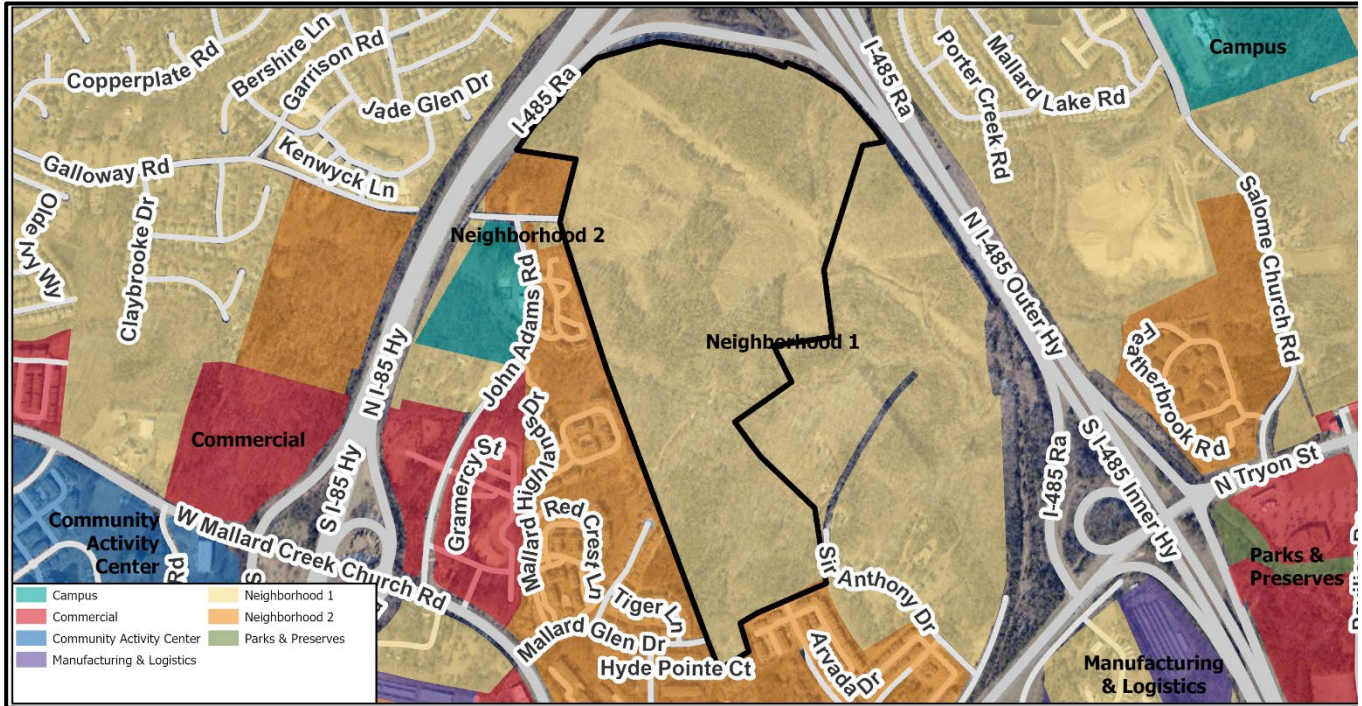 Copperplate Rd
Bershire Ln
Garrison Rd
Jade Glen Dr
Galloway Rd
Kenwyck Ln
Olde Ivy Wy
Claybrooke Dr
I-485 Ra
I-485 Ra
Porter Creek Rd
Mallard Lake Rd
Campus
Salome Church Rd
Neighborhood 2
John Adams Rd
N I-85 Hy
S I-85 Hy
Commercial
Gramercy St
Mallard Highlands Dr
Red Crest Ln
Tiger Ln
Mallard Glen Dr
Hyde Pointe Ct
Neighborhood 1
N I-485 Outer Hy
S I-485 Inner Hy
I-485 Ra
Featherbrook Rd
N Tryon St
Sir Anthony Dr
Arvada Dr
Parks &
Preserves
Manufacturing
& Logistics
Community
Activity
Center
Rd
S
W Mallard Creek Church Rd
Campus
Commercial
Community Activity Center
Manufacturing & Logistics
Neighborhood 1
Neighborhood 2
Parks & Preserves